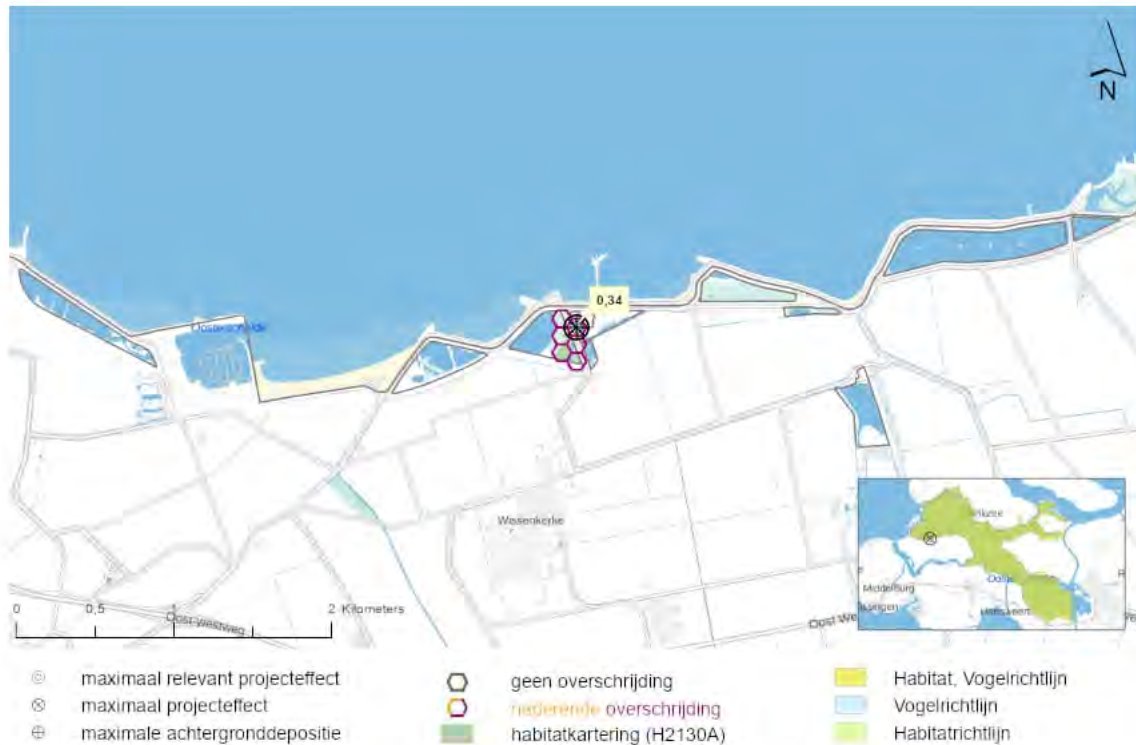 N
0,34
Oosterschelde
Wissenkerke
0
0,5
1
2
Kilometers
Oost-Westweg
Oost Wes
Middelburg
maximaal relevant projecteffect
maximaal projecteffect
maximale achtergronddepositie
geen overschrijding
naderende overschrijding
habitatkartering (H2130A)
Habitat, Vogelrichtlijn
Vogelrichtlijn
Habitatrichtlijn